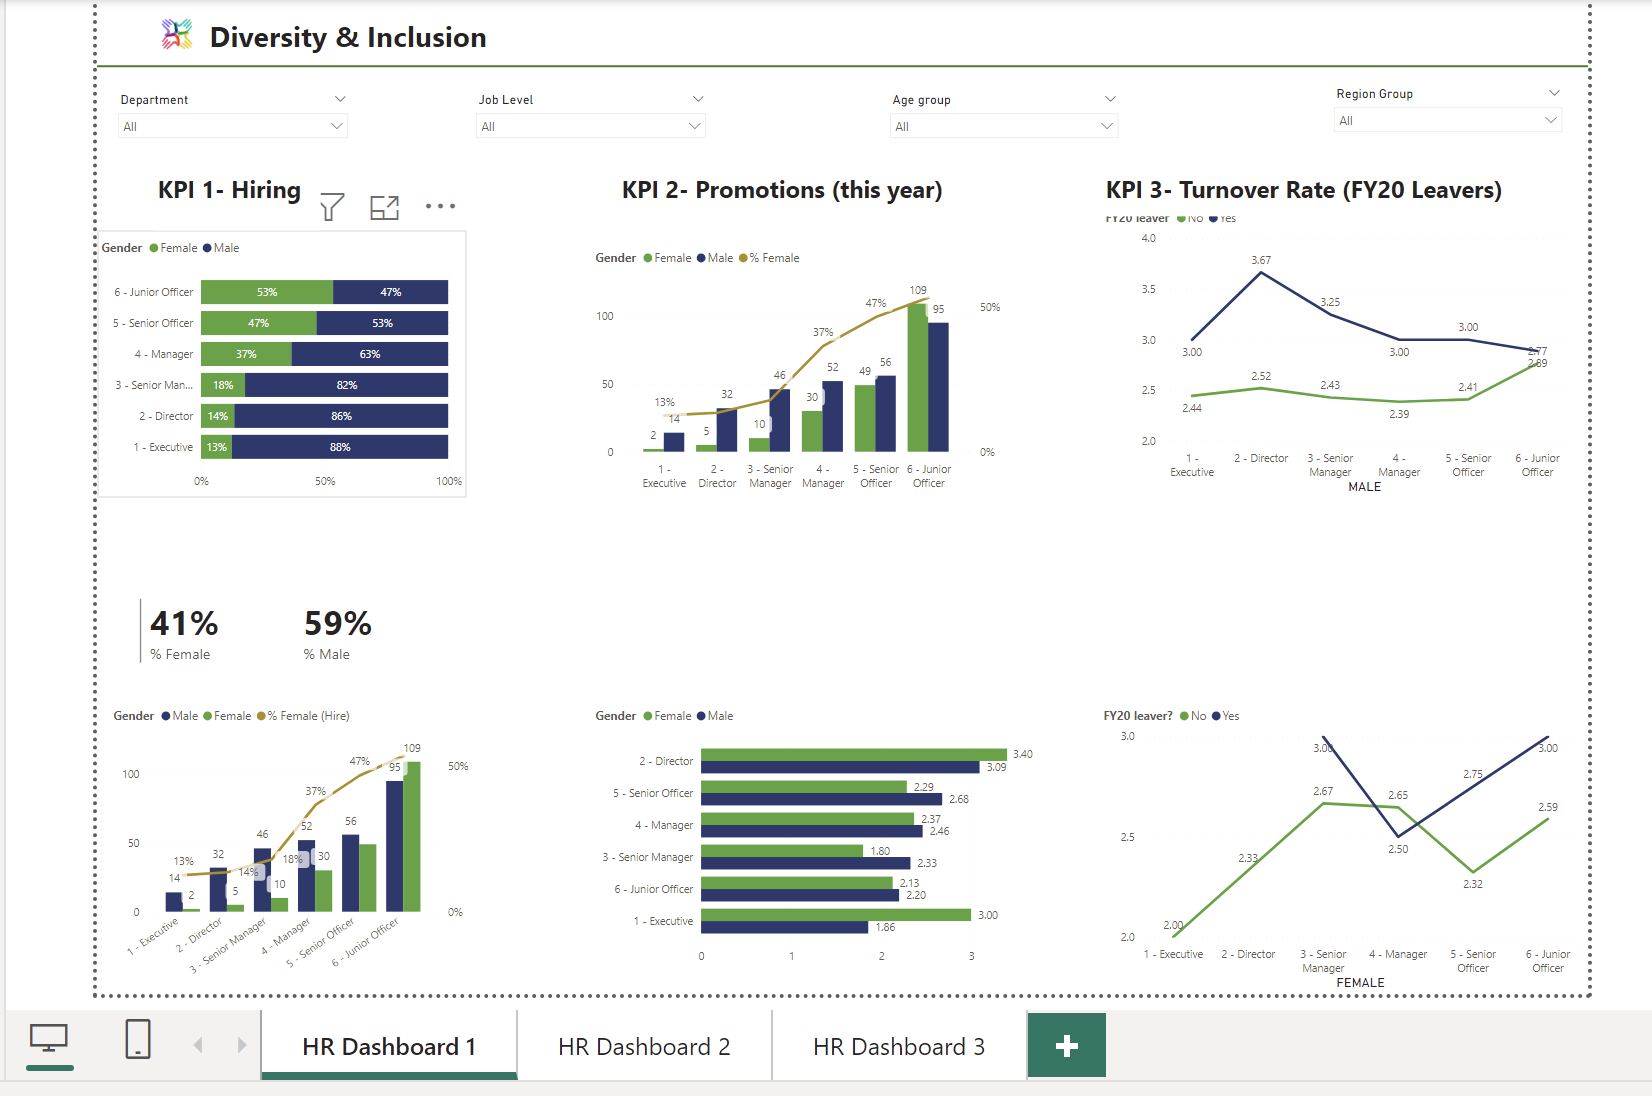 Diversity & Inclusion
Department
All
Job Level
All
Age group
All
Region Group
All
KPI 1- Hiring
Gender Female Male
6 - Junior Officer 53% 47%
5 - Senior Officer 47% 53%
4 - Manager 37% 63%
3 - Senior Man... 18% 82%
2 - Director 14% 86%
1 - Executive 13% 88%
0% 50% 100%
KPI 2- Promotions (this year)
Gender Female Male % Female
100
50
0
50%
0%
13%
37%
47%
2 14
5 32
10 46
30 52
49 56
109 95
1 -
Executive
2 -
Director
3 - Senior
Manager
4 -
Manager
5 - Senior
Officer
6 - Junior
Officer
KPI 3- Turnover Rate (FY20 Leavers)
FY20 leaver No Yes
4.0
3.5
3.0
2.5
2.0
3.00 3.67 3.25 3.00 3.00 2.77
2.89
2.44 2.52 2.43 2.39 2.41
1 -
Executive
2 - Director
3 - Senior
Manager
4 -
Manager
5 - Senior
Officer
6 - Junior
Officer
MALE
41%
% Female
59%
% Male
Gender Male Female % Female (Hire)
100
50
0
50%
0%
13%
14%
18%
37%
47%
14 2
32 5
46 10
52 30
56
95 109
1 - Executive
2 - Director
3 - Senior Manager
4 - Manager
5 - Senior Officer
6 - Junior Officer
Gender Female Male
2 - Director 3.40
3.09
5 - Senior Officer 2.29
2.68
4 - Manager 2.37
2.46
3 - Senior Manager 1.80
2.33
6 - Junior Officer 2.13
2.20
1 - Executive 3.00
1.86
0 1 2 3
FY20 leaver? No Yes
3.0
2.5
2.0
3.00 2.50 2.75 3.00
2.00 2.33 2.67 2.65 2.32 2.59
1 - Executive
2 - Director
3 - Senior
Manager
4 - Manager
5 - Senior
Officer
6 - Junior
Officer
FEMALE
HR Dashboard 1
HR Dashboard 2
HR Dashboard 3